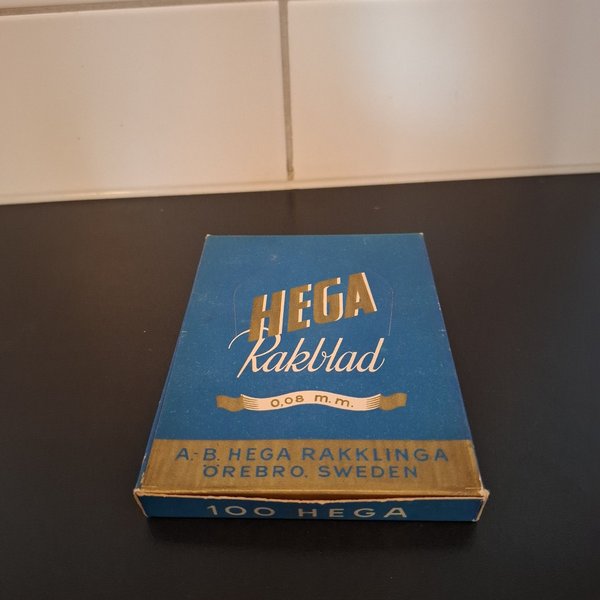 HEGA
Rakblad
0,08 m.m.
A.-B. HEGA RAKKLINGA
ÖREBRO. SWEDEN
100 HEGA